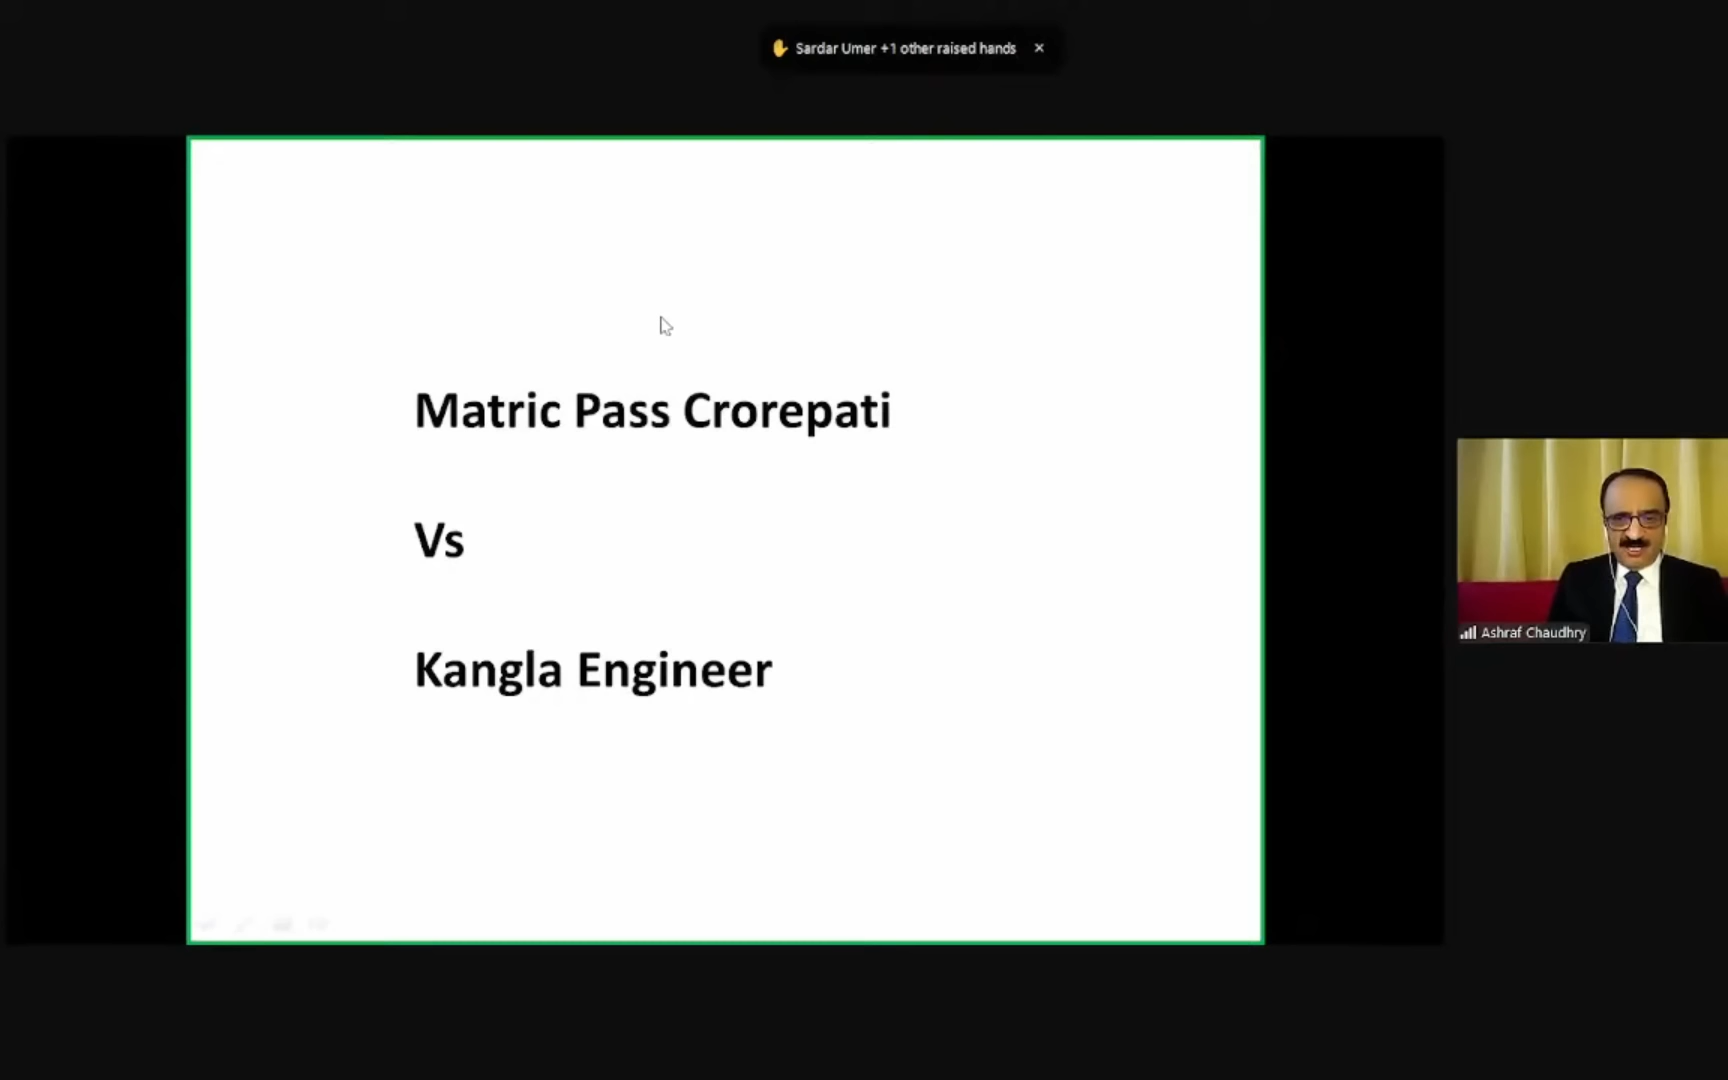 Sardar Umer +1 other raised hands
Matric Pass Crorepati
Vs
Kangla Engineer
Ashraf Chaudhry